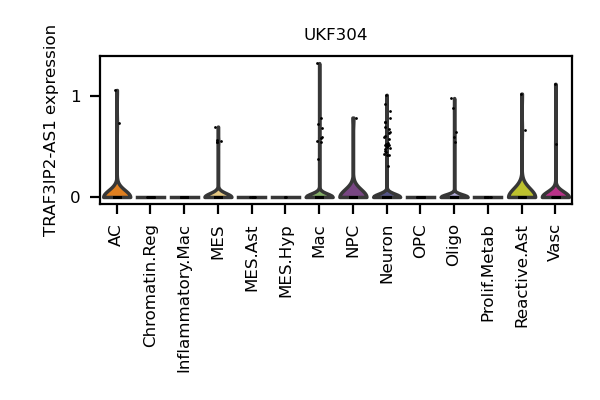 UKF304
TRAF3IP2-AS1 expression
1
0
AC
Chromatin.Reg
Inflammatory.Mac
MES
MES.Ast
MES.Hyp
Mac
NPC
Neuron
OPC
Oligo
Prolif.Metab
Reactive.Ast
Vasc